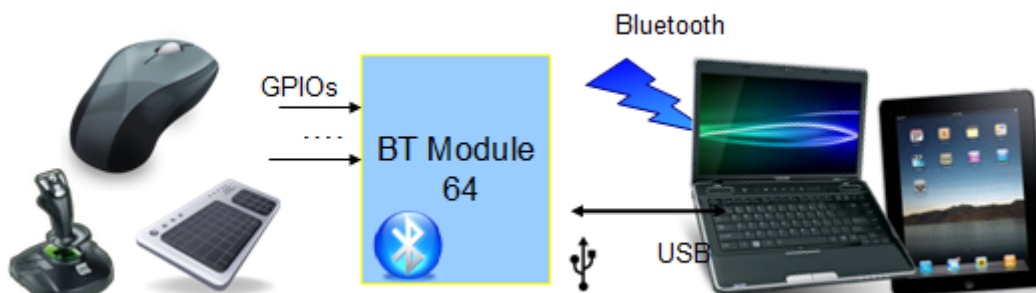 Bluetooth
GPIOs
....
BT Module
64
USB